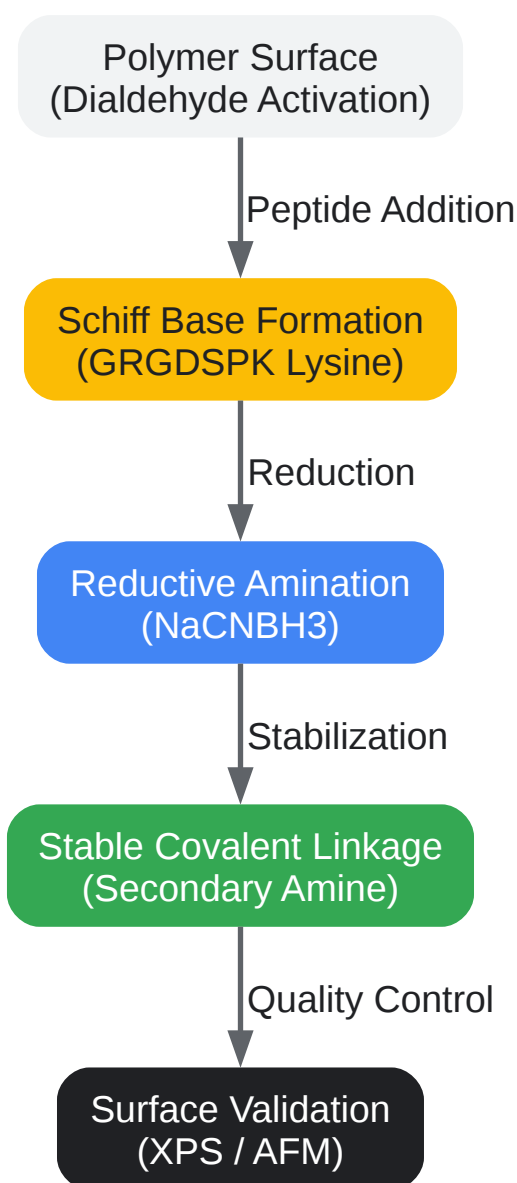 Polymer Surface
(Dialdehyde Activation)
Peptide Addition
Schiff Base Formation
(GRGDSPK Lysine)
Reduction
Reductive Amination
(NaCNBH3)
Stabilization
Stable Covalent Linkage
(Secondary Amine)
Quality Control
Surface Validation
(XPS / AFM)